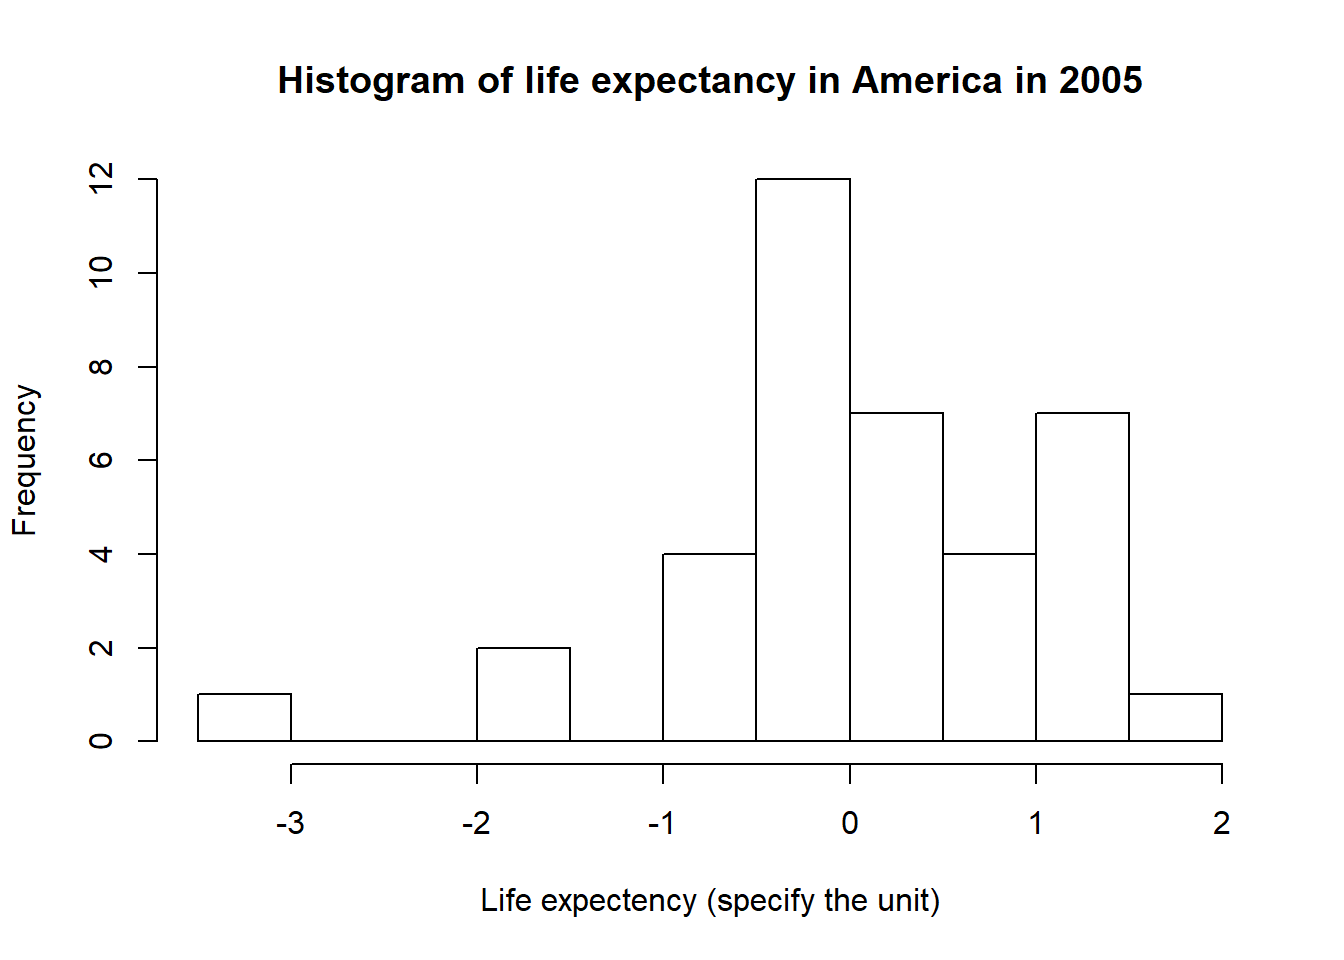 Histogram of life expectancy in America in 2005
12
10
8
6
4
2
0
Frequency
-3 -2 -1 0 1 2
Life expectency (specify the unit)